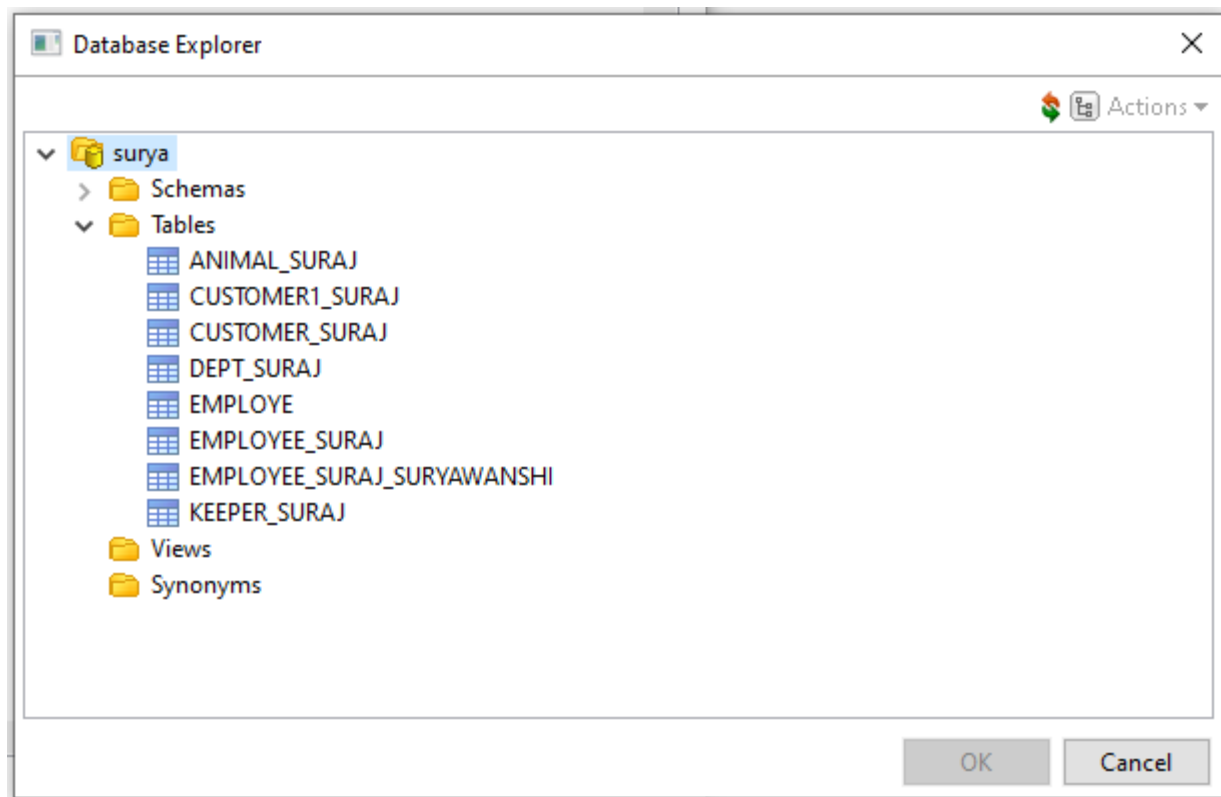 Database Explorer
Actions
surya
Schemas
Tables
ANIMAL_SURAJ
CUSTOMER1_SURAJ
CUSTOMER_SURAJ
DEPT_SURAJ
EMPLOYE
EMPLOYEE_SURAJ
EMPLOYEE_SURAJ_SURYAWANSHI
KEEPER_SURAJ
Views
Synonyms
OK Cancel